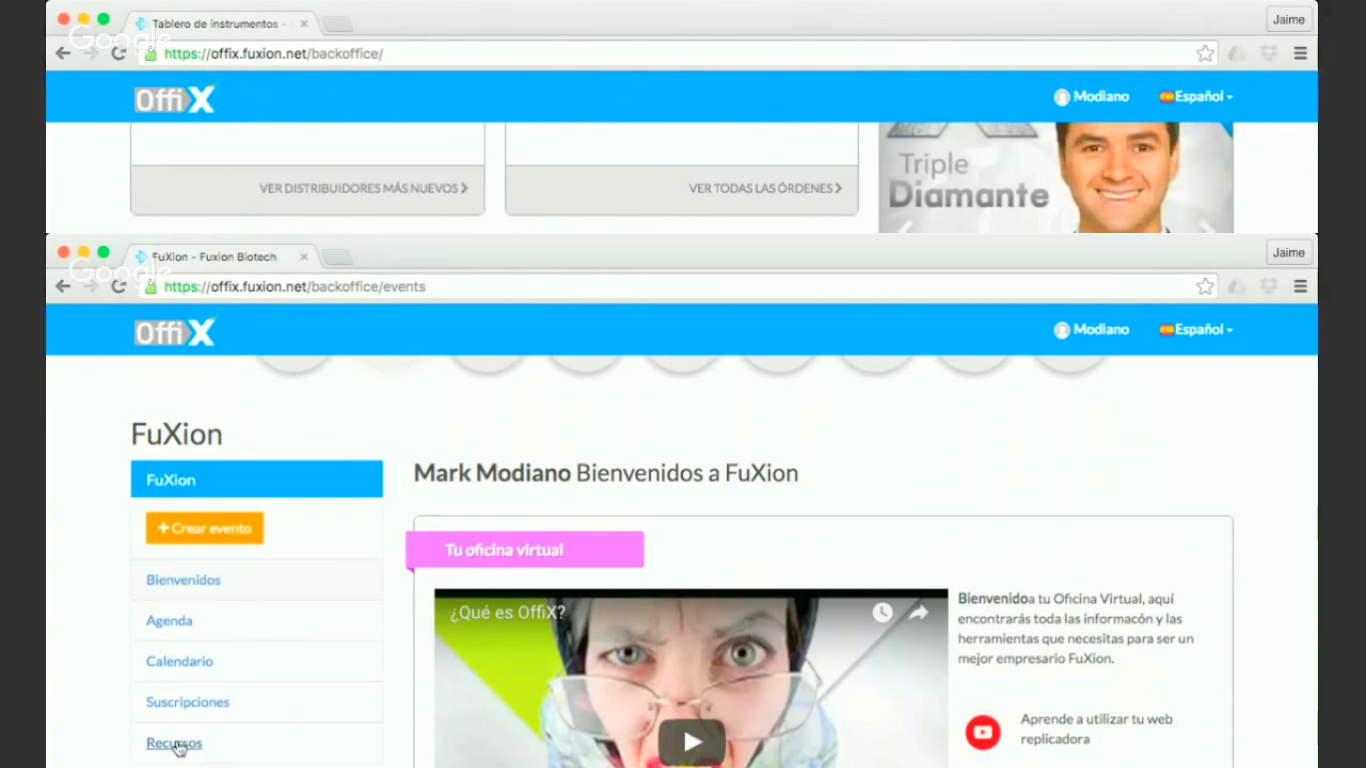 Tablero de instrumentos -
Jaime
Google
https://offix.fuxion.net/backoffice/
OffiX
Modiano
Español
Triple
Diamante
VER DISTRIBUIDORES MÁS NUEVOS
VER TODAS LAS ÓRDENES
FuXion - Fuxion Biotech
Jaime
Google
https://offix.fuxion.net/backoffice/events
OffiX
Modiano
Español
FuXion
FuXion
+ Crear evento
Bienvenidos
Agenda
Calendario
Suscripciones
Recursos
Mark Modiano Bienvenidos a FuXion
Tu oficina virtual
¿Qué es OffiX?
Bienvenidoa tu Oficina Virtual, aquí
encontrarás toda las informacón y las
herramientas que necesitas para ser un
mejor empresario FuXion.
Aprende a utilizar tu web
replicadora